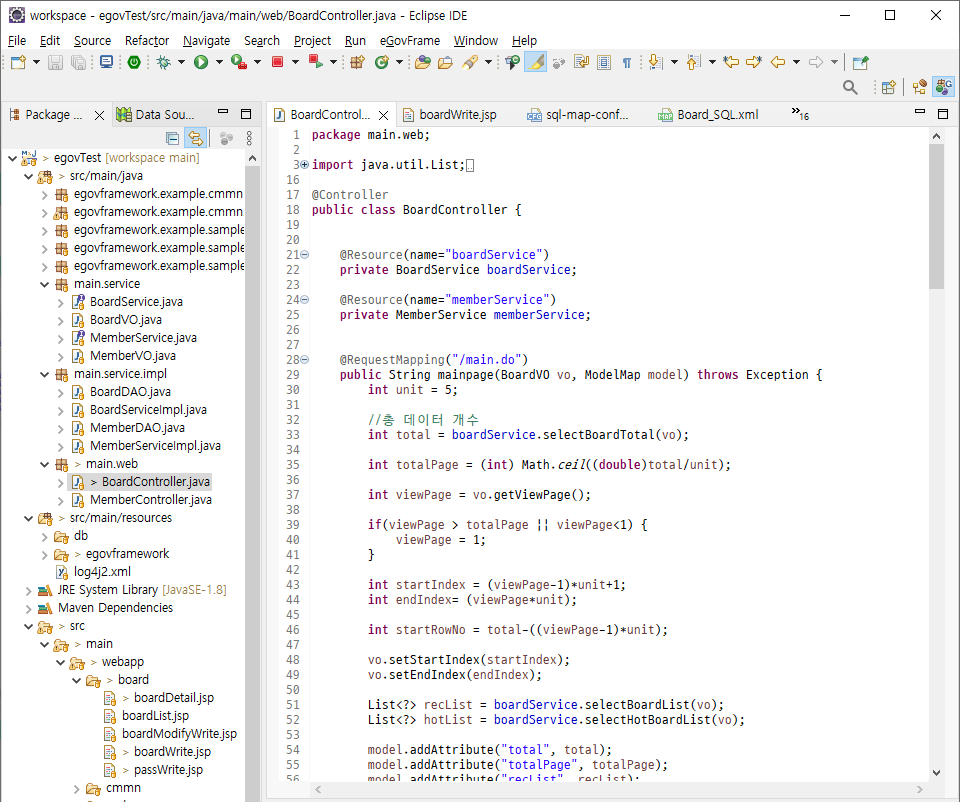 workspace - egovTest/src/main/java/main/web/BoardController.java - Eclipse IDE
File Edit Source Refactor Navigate Search Project Run eGovFrame Window Help
Package ...
Data Sou...
egovTest [workspace main]
src/main/java
egovframework.example.cmmn
egovframework.example.cmmn
egovframework.example.sample
egovframework.example.sample
egovframework.example.sample
main.service
BoardService.java
BoardVO.java
MemberService.java
MemberVO.java
main.service.impl
BoardDAO.java
BoardServiceImpl.java
MemberDAO.java
MemberServiceImpl.java
main.web
BoardController.java
MemberController.java
src/main/resources
db
egovframework
log4j2.xml
JRE System Library [JavaSE-1.8]
Maven Dependencies
src
main
webapp
board
boardDetail.jsp
boardList.jsp
boardModifyWrite.jsp
boardWrite.jsp
passWrite.jsp
cmmn
BoardControl...
boardWrite.jsp
sql-map-conf...
Board_SQL.xml
»16
1 package main.web;
2
3 import java.util.List;
16
17 @Controller
18 public class BoardController {
19
20
21 @Resource(name="boardService")
22 private BoardService boardService;
23
24 @Resource(name="memberService")
25 private MemberService memberService;
26
27
28 @RequestMapping("/main.do")
29 public String mainpage(BoardVO vo, ModelMap model) throws Exception {
30 int unit = 5;
31
32 //총 데이터 개수
33 int total = boardService.selectBoardTotal(vo);
34
35 int totalPage = (int) Math.ceil((double)total/unit);
36
37 int viewPage = vo.getViewPage();
38
39 if(viewPage > totalPage || viewPage<1) {
40 viewPage = 1;
41 }
42
43 int startIndex = (viewPage-1)*unit+1;
44 int endIndex= (viewPage*unit);
45
46 int startRowNo = total-((viewPage-1)*unit);
47
48 vo.setStartIndex(startIndex);
49 vo.setEndIndex(endIndex);
50
51 List<?> recList = boardService.selectBoardList(vo);
52 List<?> hotList = boardService.selectHotBoardList(vo);
53
54 model.addAttribute("total", total);
55 model.addAttribute("totalPage", totalPage);
56 model.addAttribute("recList", recList);